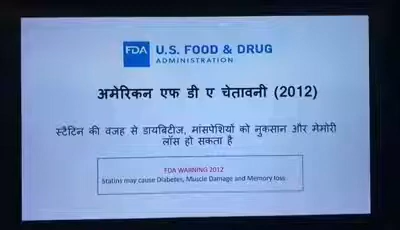 FDA U.S. FOOD & DRUG
ADMINISTRATION
अमेरिकन एफ डी ए चेतावनी (2012)
स्टैटिन की वजह से डायबिटीज, मांसपेशियों को नुकसान और मेमोरी
लॉस हो सकता है
FDA WARNING 2012
Statins may cause Diabetes, Muscle Damage and Memory loss